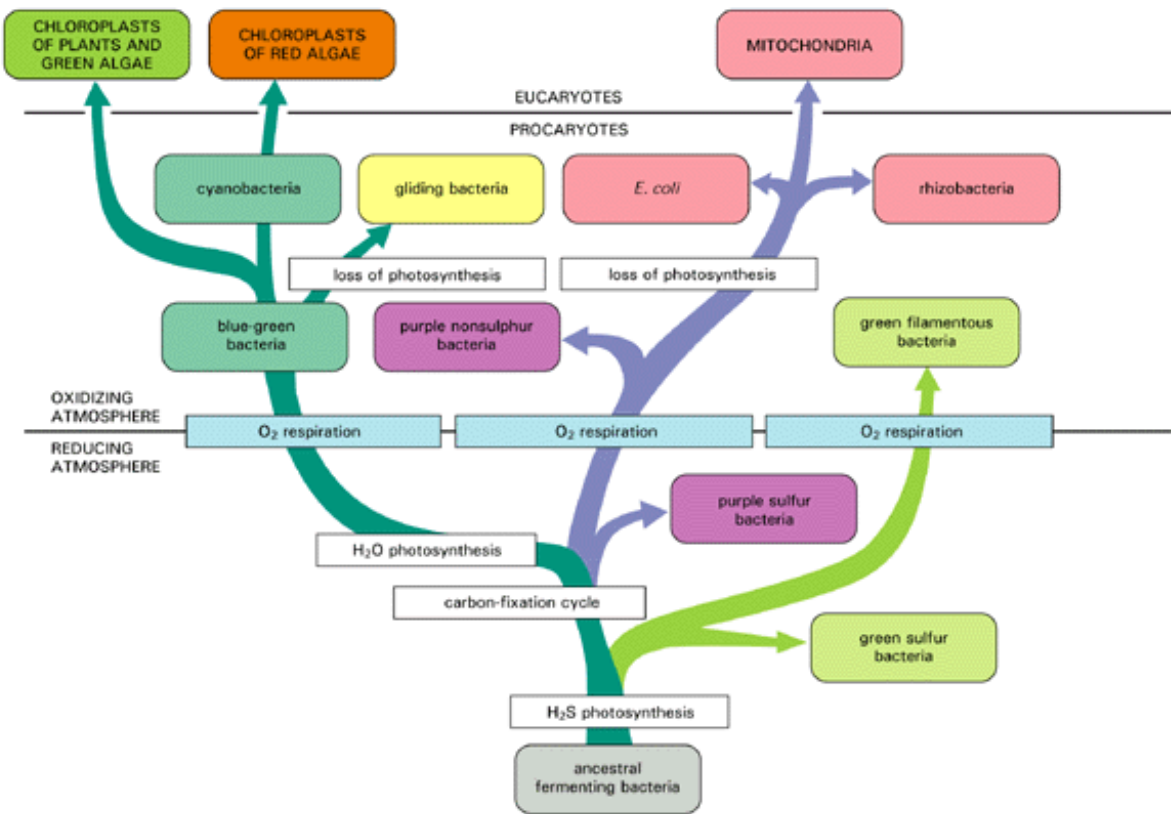 CHLOROPLASTS
OF PLANTS AND
GREEN ALGAE
CHLOROPLASTS
OF RED ALGAE
MITOCHONDRIA
EUCARYOTES
PROCARYOTES
cyanobacteria
gliding bacteria
E. coli
rhizobacteria
loss of photosynthesis
loss of photosynthesis
blue-green
bacteria
purple nonsulphur
bacteria
green filamentous
bacteria
OXIDIZING
ATMOSPHERE
O₂ respiration
O₂ respiration
O₂ respiration
REDUCING
ATMOSPHERE
purple sulfur
bacteria
H₂O photosynthesis
carbon-fixation cycle
green sulfur
bacteria
H₂S photosynthesis
ancestral
fermenting bacteria